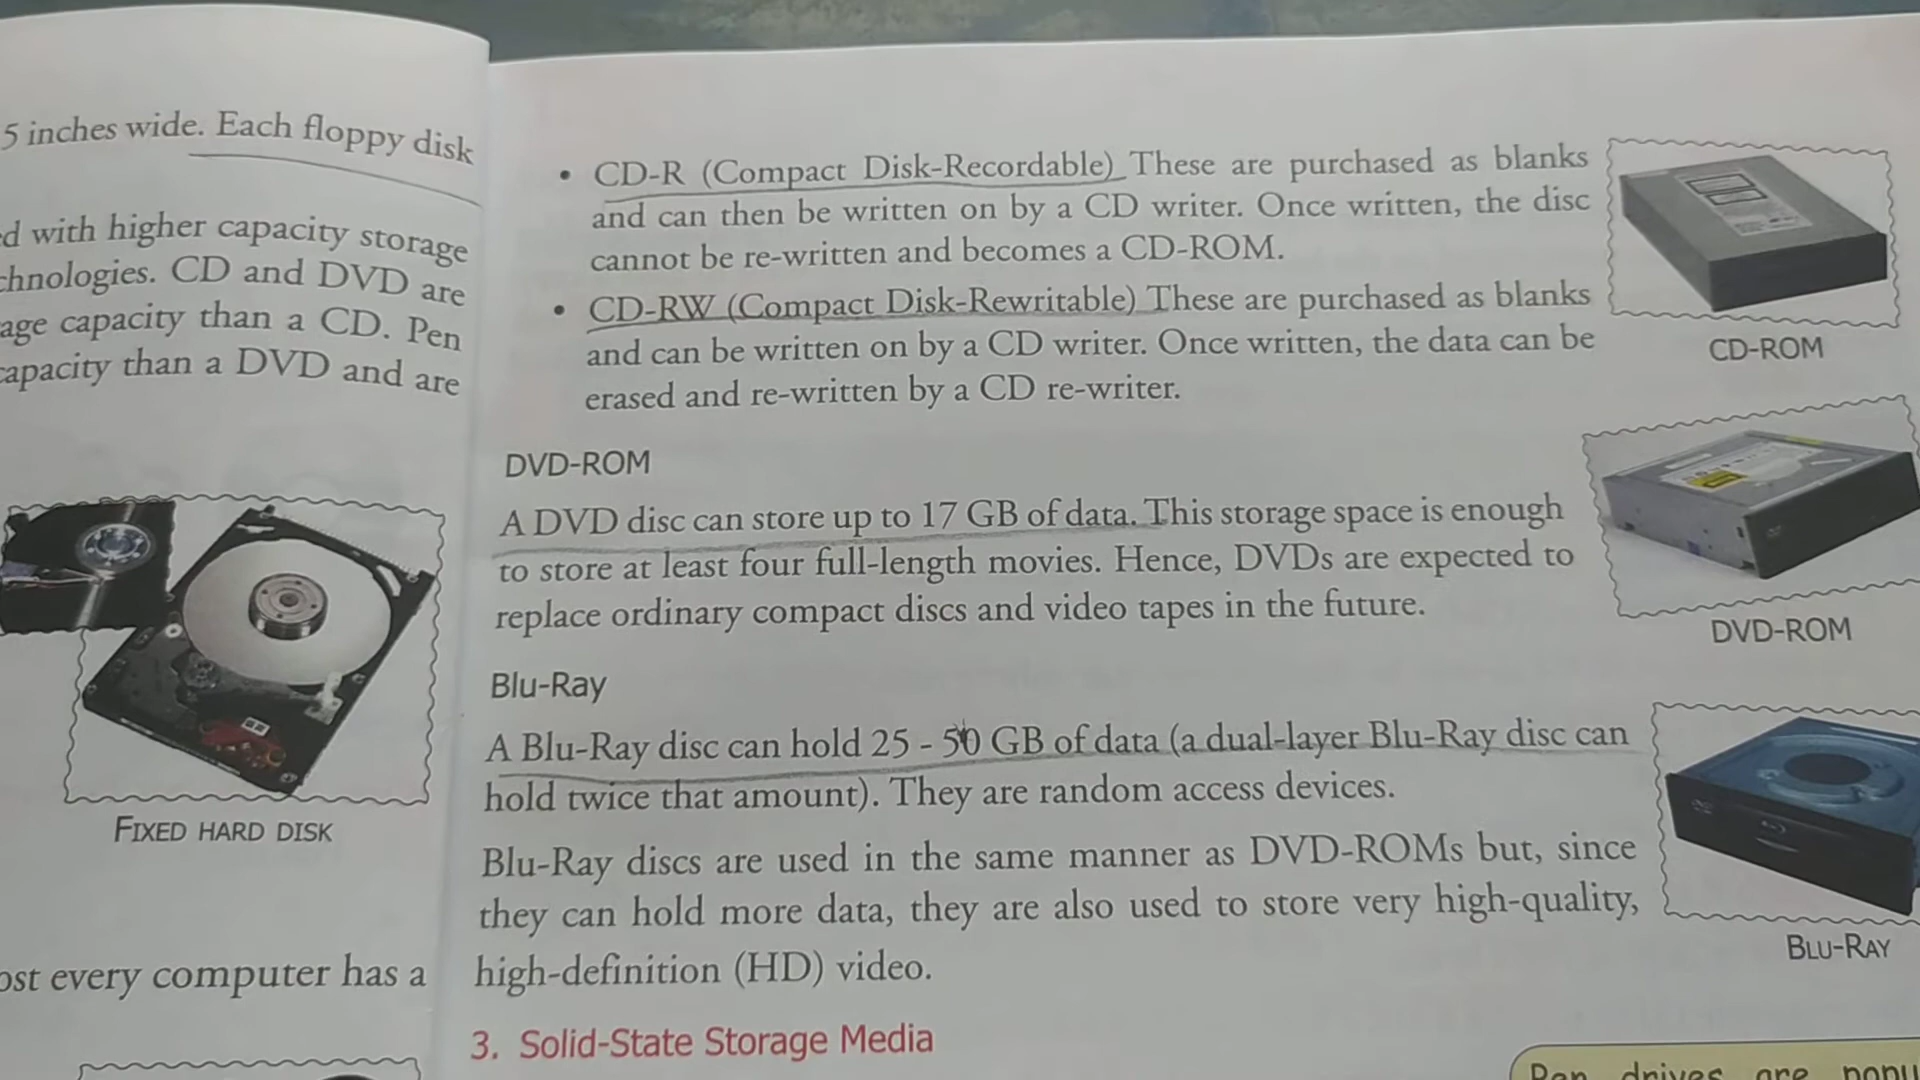 5 inches wide. Each floppy disk
d with higher capacity storage
chnologies. CD and DVD are
age capacity than a CD. Pen
capacity than a DVD and are
FIXED HARD DISK
ost every computer has a
• CD-R (Compact Disk-Recordable) These are purchased as blanks
and can then be written on by a CD writer. Once written, the disc
cannot be re-written and becomes a CD-ROM.
• CD-RW (Compact Disk-Rewritable) These are purchased as blanks
and can be written on by a CD writer. Once written, the data can be
erased and re-written by a CD re-writer.
CD-ROM
DVD-ROM
A DVD disc can store up to 17 GB of data. This storage space is enough
to store at least four full-length movies. Hence, DVDs are expected to
replace ordinary compact discs and video tapes in the future.
DVD-ROM
Blu-Ray
A Blu-Ray disc can hold 25 - 50 GB of data (a dual-layer Blu-Ray disc can
hold twice that amount). They are random access devices.
Blu-Ray discs are used in the same manner as DVD-ROMs but, since
they can hold more data, they are also used to store very high-quality,
high-definition (HD) video.
BLU-RAY
3. Solid-State Storage Media
Pen drives are popu